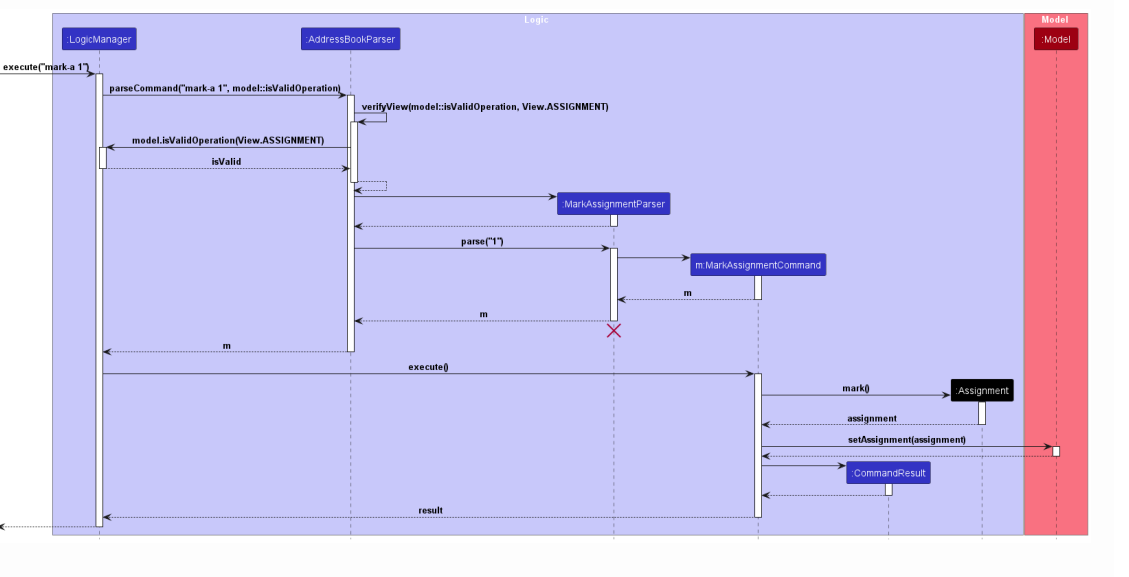 Logic
Model
:LogicManager
:AddressBookParser
:Model
execute("mark-a 1")
parseCommand("mark-a 1", model::isValidOperation)
verifyView(model::isValidOperation, View.ASSIGNMENT)
model.isValidOperation(View.ASSIGNMENT)
isValid
:MarkAssignmentParser
parse("1")
m:MarkAssignmentCommand
m
m
m
execute()
mark()
:Assignment
assignment
setAssignment(assignment)
:CommandResult
result